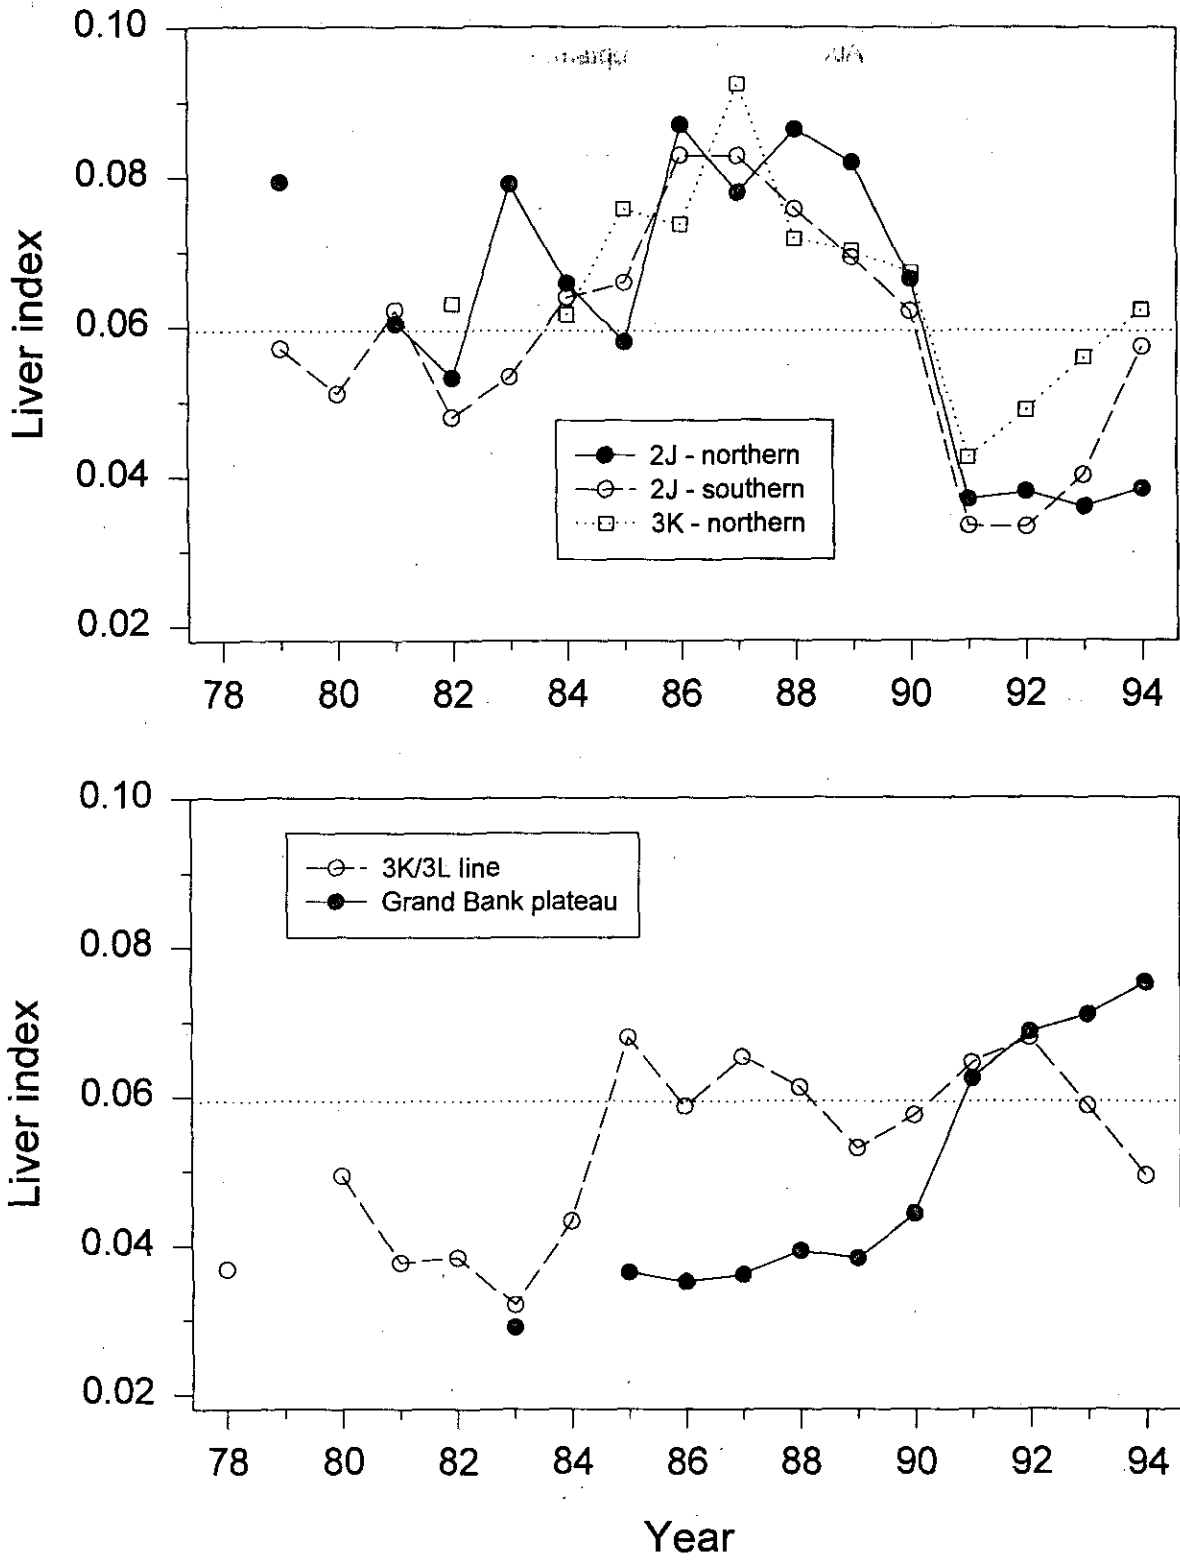 0.10
0.08
0.06
0.04
0.02
Liver index
2J - northern
2J - southern
3K - northern
78 80 82 84 86 88 90 92 94
0.10
0.08
0.06
0.04
0.02
Liver index
3K/3L line
Grand Bank plateau
78 80 82 84 86 88 90 92 94
Year